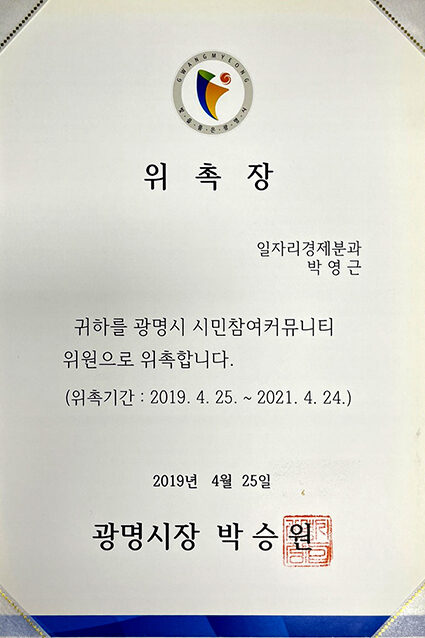 GWANGMYEONG
위 촉 장
일자리경제분과
박 영 근
귀하를 광명시 시민참여커뮤니티
위원으로 위촉합니다.
(위촉기간 : 2019. 4. 25. ~ 2021. 4. 24.)
2019년 4월 25일
광명시장 박 승 원